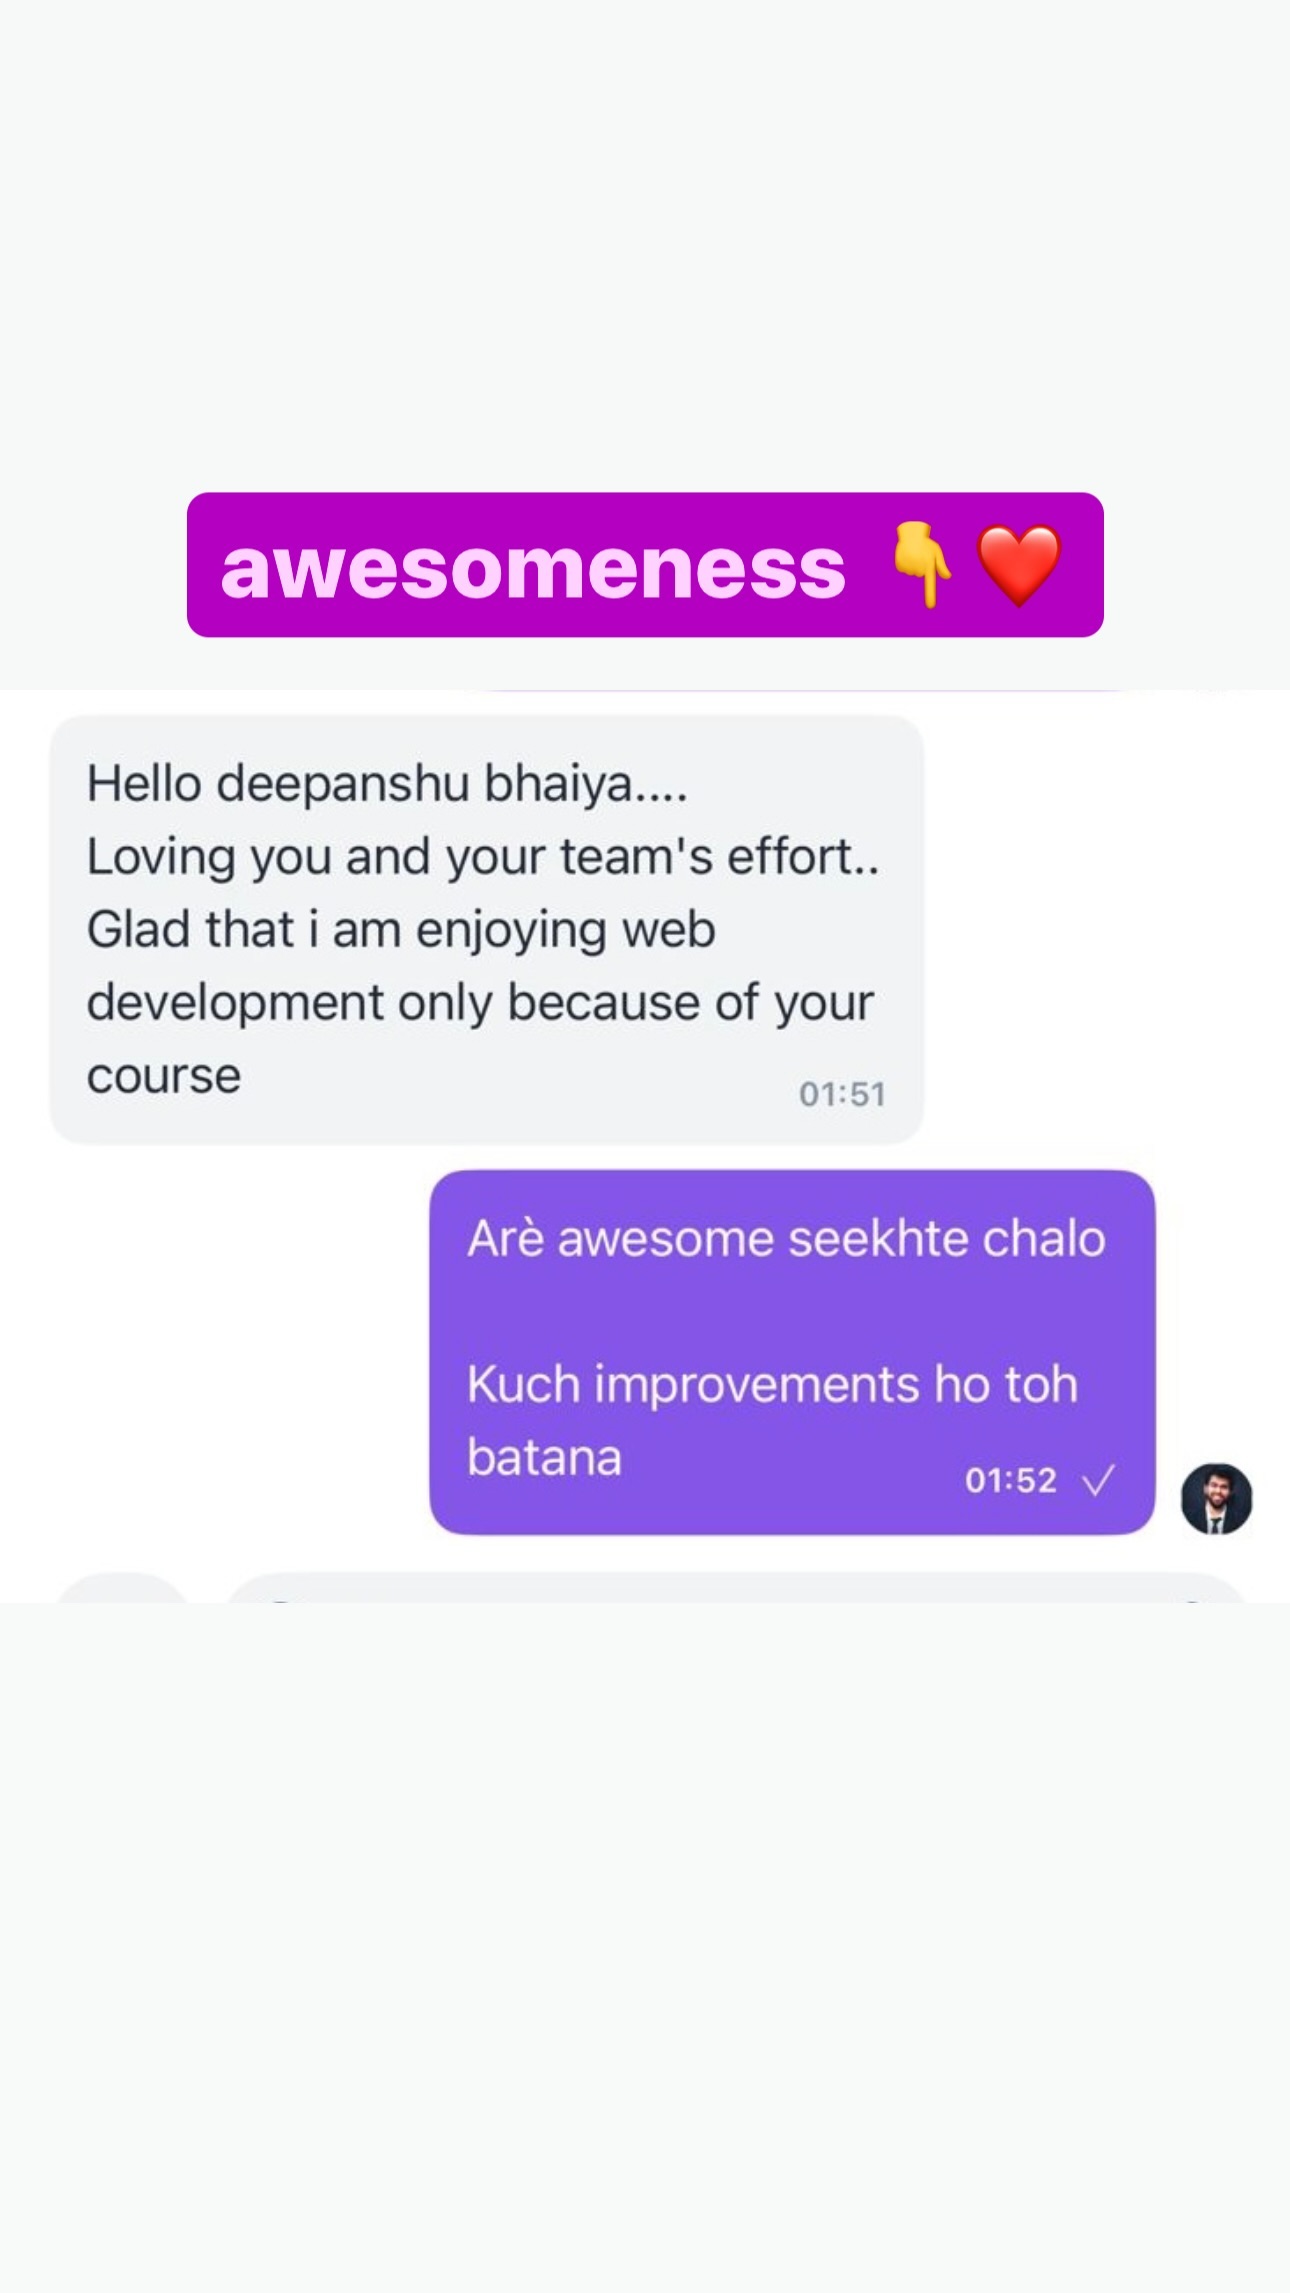 awesomeness 👇❤️
Hello deepanshu bhaiya....
Loving you and your team's effort..
Glad that i am enjoying web
development only because of your
course
01:51
Arè awesome seekhte chalo
Kuch improvements ho toh
batana
01:52